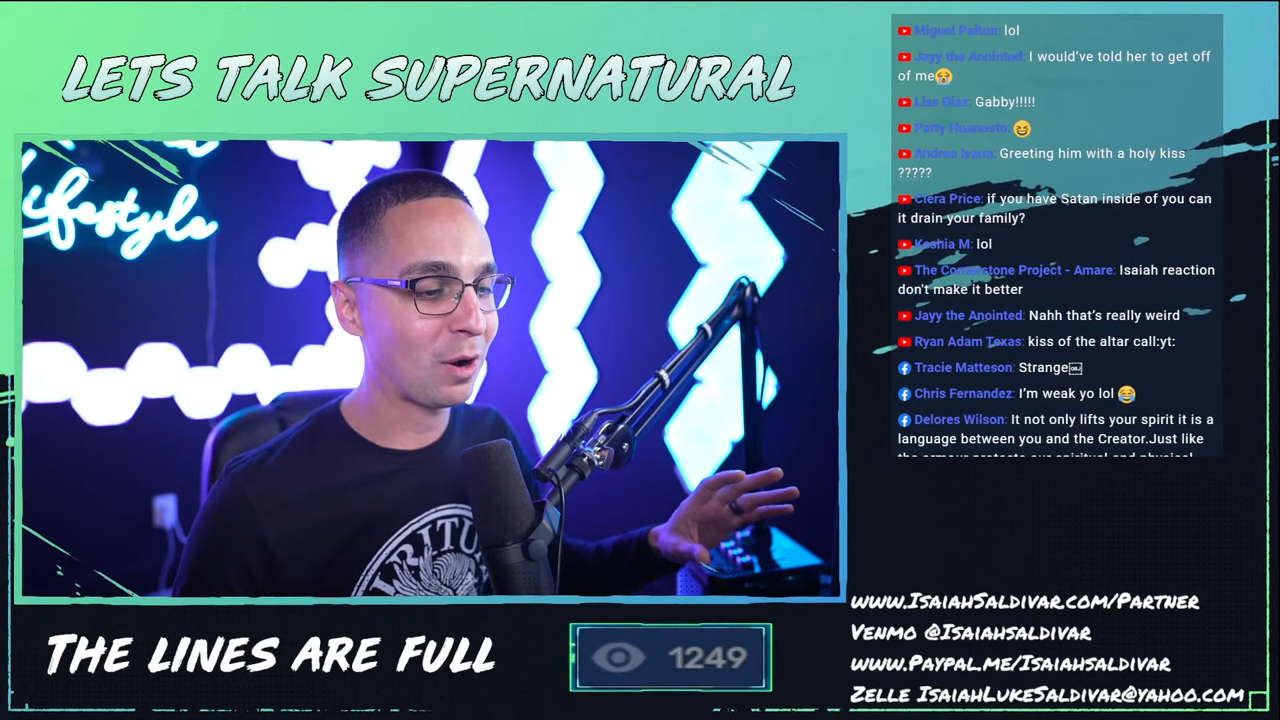 LETS TALK SUPERNATURAL
Lifestyle
RITU
THE LINES ARE FULL
1249
Miguel Palton: lol
Jayy the Anointed: I would've told her to get off
of me😭
Liss Diaz: Gabby!!!!!
Patty Huannosto: 😆
Andrea Ivana: Greeting him with a holy kiss
?????
Ciera Price: if you have Satan inside of you can
it drain your family?
Keshia M: lol
The Cornerstone Project - Amare: Isaiah reaction
don't make it better
Jayy the Anointed: Nahh that's really weird
Ryan Adam Texas: kiss of the altar call:yt:
Tracie Matteson: Strange￼
Chris Fernandez: I'm weak yo lol 😂
Delores Wilson: It not only lifts your spirit it is a
language between you and the Creator.Just like
www.IsaiahSaldivar.com/Partner
Venmo @Isaiahsaldivar
www.Paypal.me/Isaiahsaldivar
Zelle IsaiahLukeSaldivar@yahoo.com